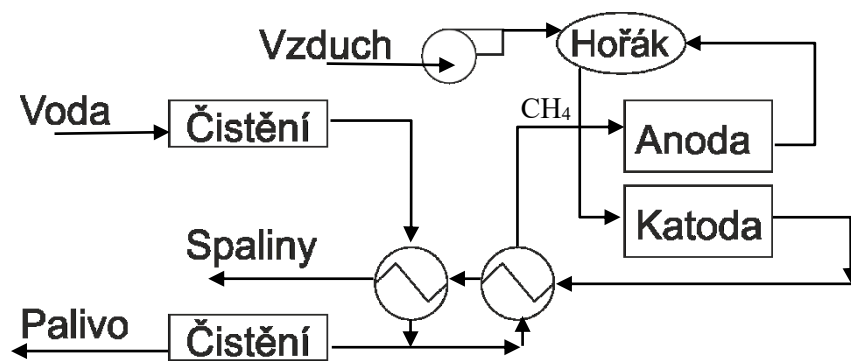 Vzduch
Hořák
Voda
Čistění
CH₄
Anoda
Katoda
Spaliny
Palivo
Čistění